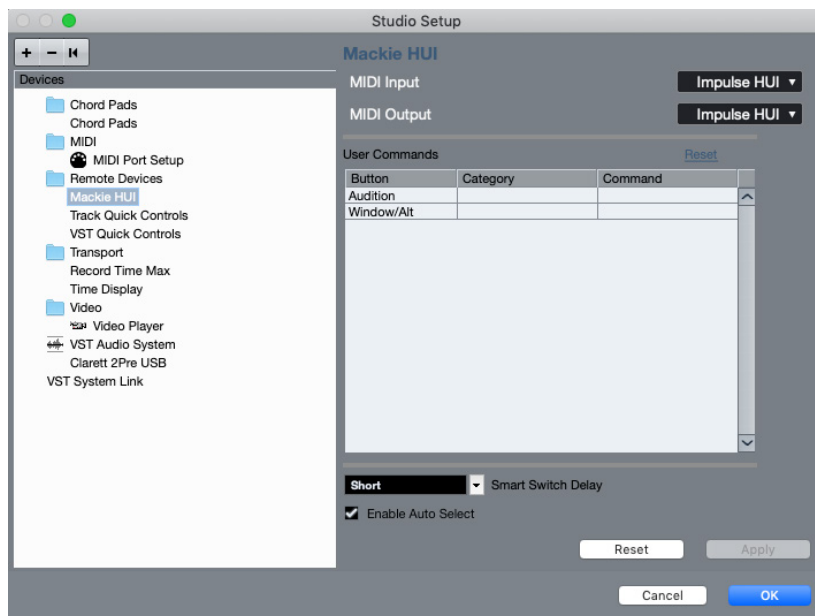 Studio Setup
Devices
Chord Pads
Chord Pads
MIDI
MIDI Port Setup
Remote Devices
Mackie HUI
Track Quick Controls
VST Quick Controls
Transport
Record Time Max
Time Display
Video
Video Player
VST Audio System
Clarett 2Pre USB
VST System Link
Mackie HUI
MIDI Input Impulse HUI
MIDI Output Impulse HUI
User Commands Reset
Button Category Command
Audition
Window/Alt
Short Smart Switch Delay
Enable Auto Select
Reset Apply
Cancel OK